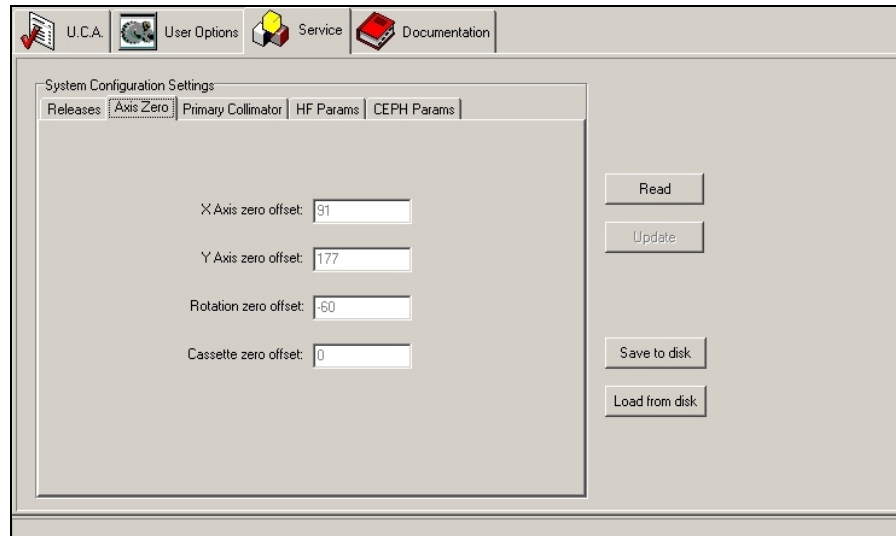 U.C.A. User Options Service Documentation
System Configuration Settings
Releases Axis Zero Primary Collimator HF Params CEPH Params
X Axis zero offset: 91
Y Axis zero offset: 177
Rotation zero offset: -60
Cassette zero offset: 0
Read
Update
Save to disk
Load from disk